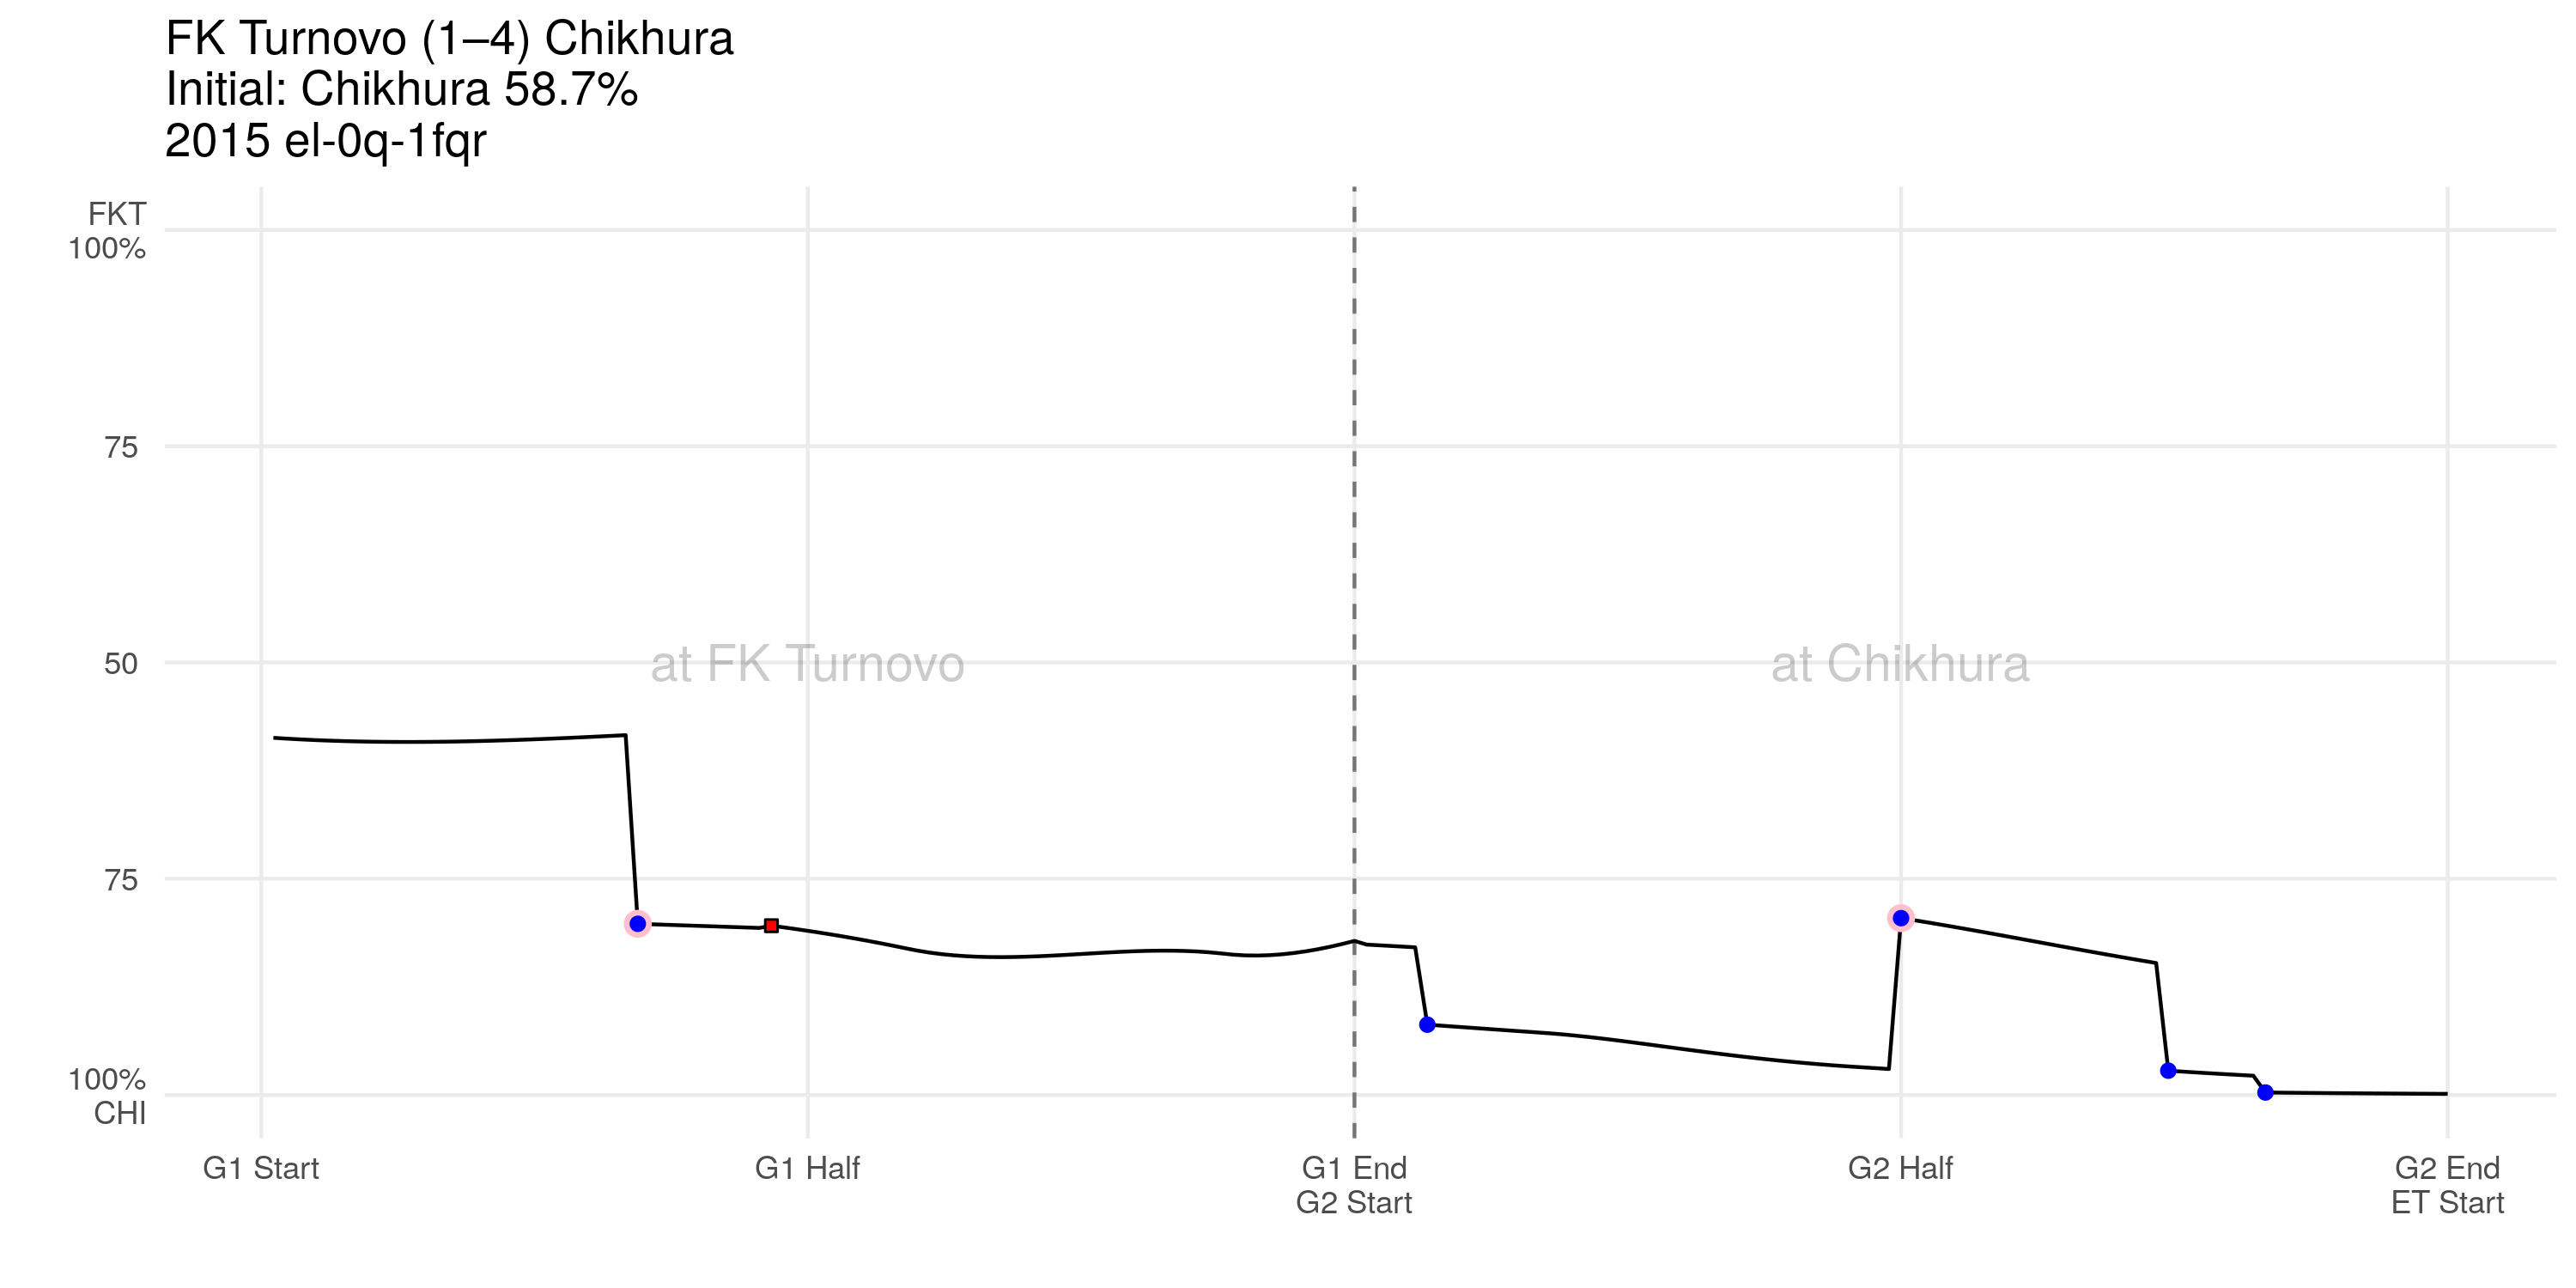 FK Turnovo (1–4) Chikhura
Initial: Chikhura 58.7%
2015 el-0q-1fqr
FKT
100%
75
50
75
100%
CHI
at FK Turnovo
at Chikhura
G1 Start
G1 Half
G1 End
G2 Start
G2 Half
G2 End
ET Start